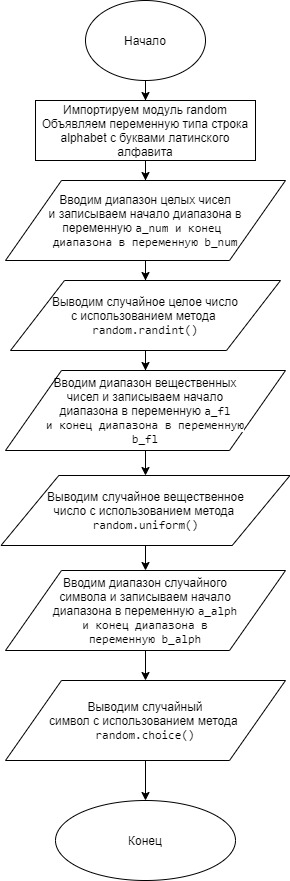 Начало
Импортируем модуль random
Объявляем переменную типа строка
alphabet с буквами латинского
алфавита
Вводим диапазон целых чисел
и записываем начало диапазона в
переменную a_num и конец
диапазона в переменную b_num
Выводим случайное целое число
с использованием метода
random.randint()
Вводим диапазон вещественных
чисел и записываем начало
диапазона в переменную a_fl
и конец диапазона в переменную
b_fl
Выводим случайное вещественное
число с использованием метода
random.uniform()
Вводим диапазон случайного
символа и записываем начало
диапазона в переменную a_alph
и конец диапазона в
переменную b_alph
Выводим случайный
символ с использованием метода
random.choice()
Конец